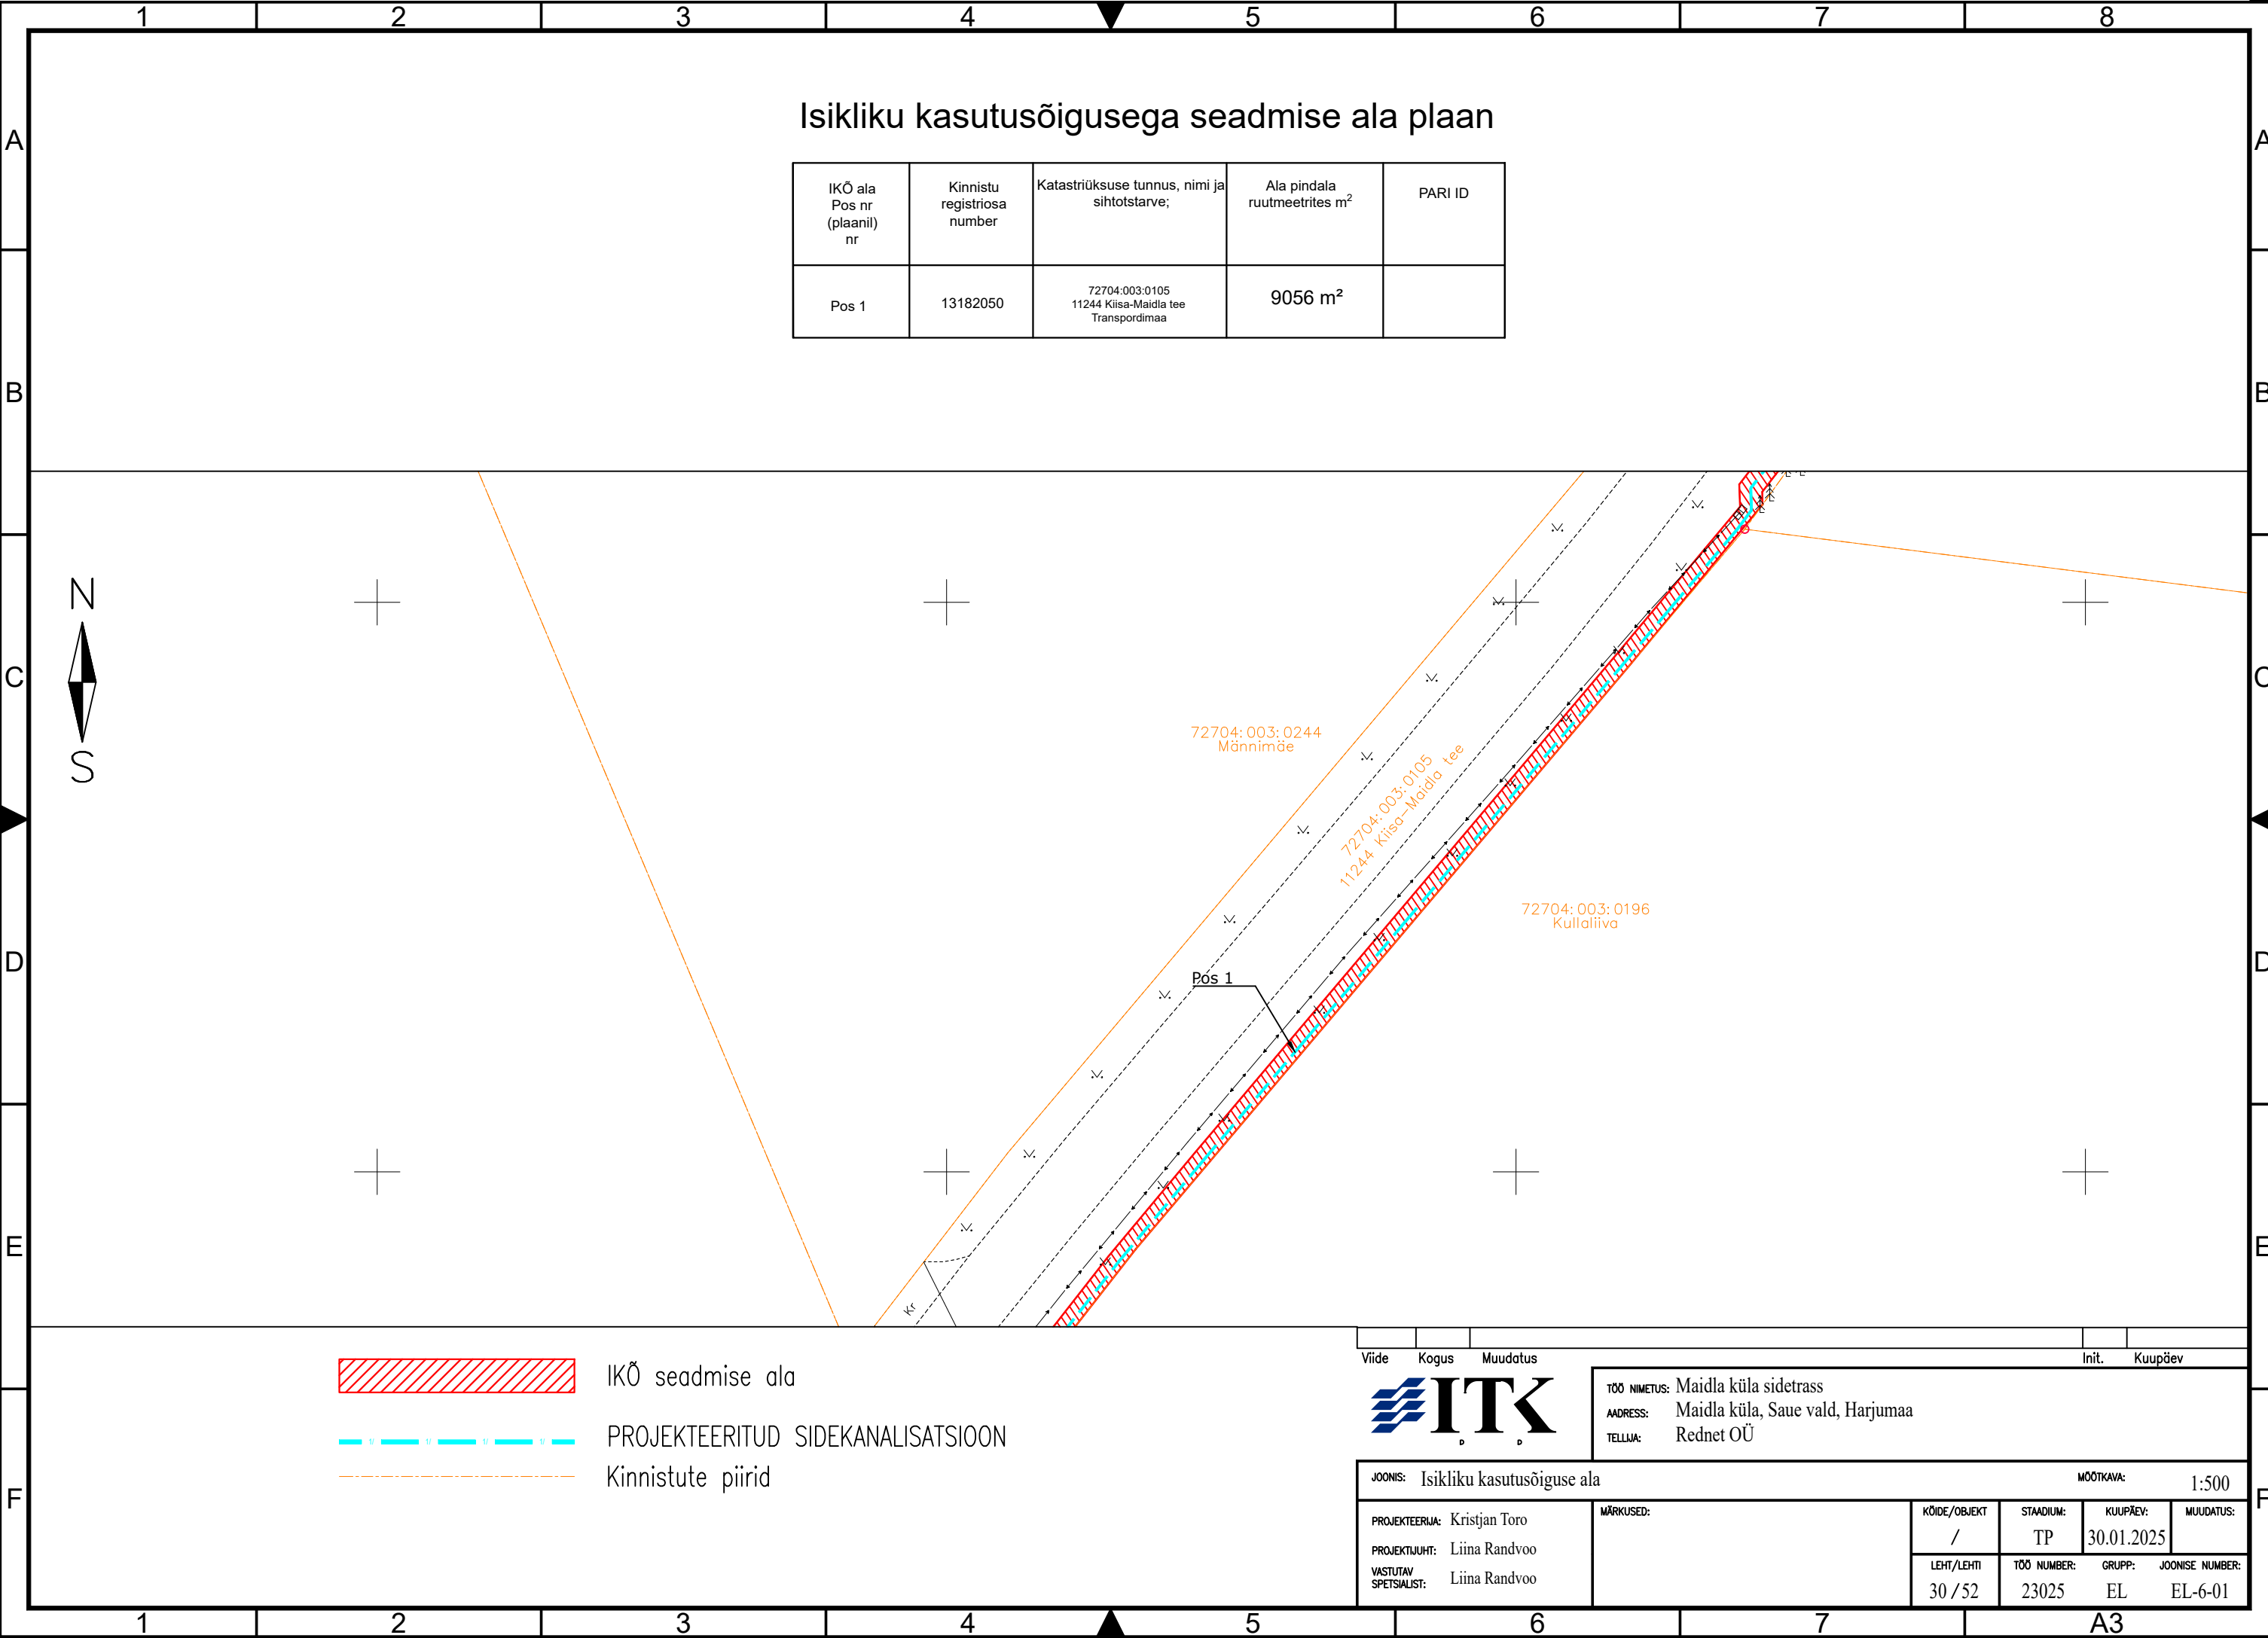 1 2 3 4 5 6 7 8
A A
B B
C C
D D
E E
F F
Isikliku kasutusõigusega seadmise ala plaan
IKÕ ala
Pos nr
(plaanil)
nr
Kinnistu
registriosa
number
Katastriüksuse tunnus, nimi ja
sihtotstarve;
Ala pindala
ruutmeetrites m²
PARI ID
Pos 1
13182050
72704:003:0105
11244 Kiisa-Maidla tee
Transpordimaa
9056 m²
N
S
72704:003:0244
Männimäe
72704:003:0105
11244 Kiisa-Maidla tee
72704:003:0196
Kullaliiva
Pos 1
Kr
IKÕ seadmise ala
PROJEKTEERITUD SIDEKANALISATSIOON
Kinnistute piirid
Viide Kogus Muudatus Init. Kuupäev
ITK
TÖÖ NIMETUS: Maidla küla sidetrass
AADRESS: Maidla küla, Saue vald, Harjumaa
TELLIJA: Rednet OÜ
JOONIS: Isikliku kasutusõiguse ala
MÕÕTKAVA: 1:500
PROJEKTEERIJA: Kristjan Toro
PROJEKTIJUHT: Liina Randvoo
VASTUTAV
SPETSIALIST: Liina Randvoo
MÄRKUSED:
KÖIDE/OBJEKT STAADIUM: KUUPÄEV: MUUDATUS:
/ TP 30.01.2025
LEHT/LEHTI TÖÖ NUMBER: GRUPP: JOONISE NUMBER:
30 / 52 23025 EL EL-6-01
1 2 3 4 5 6 7 A3